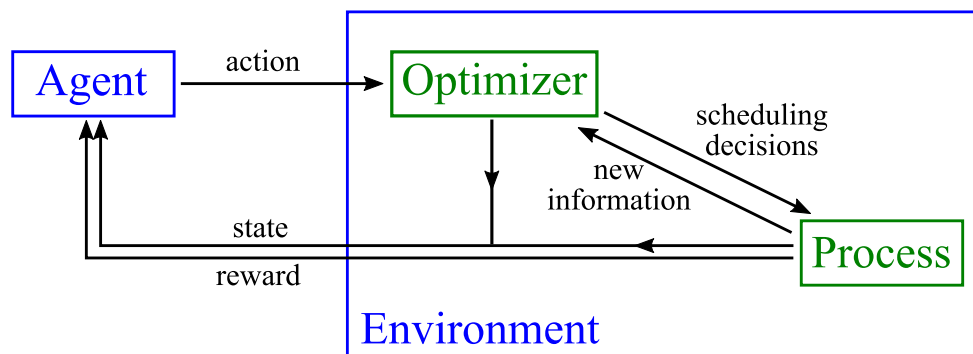 Agent
action
Optimizer
scheduling
decisions
new
information
state
reward
Process
Environment